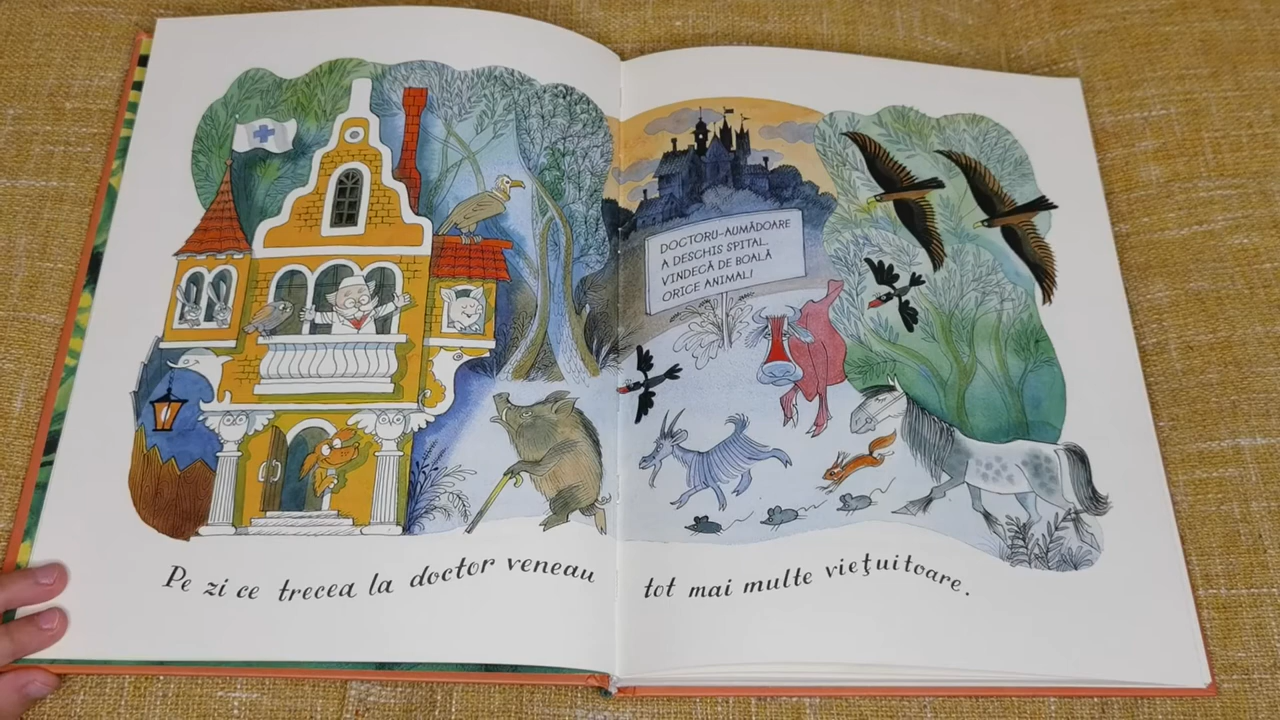 DOCTORU-AUMĂDOARE
A DESCHIS SPITAL.
VINDECĂ DE BOALĂ
ORICE ANIMAL!
Pe zi ce trecea la doctor veneau tot mai multe viețuitoare.